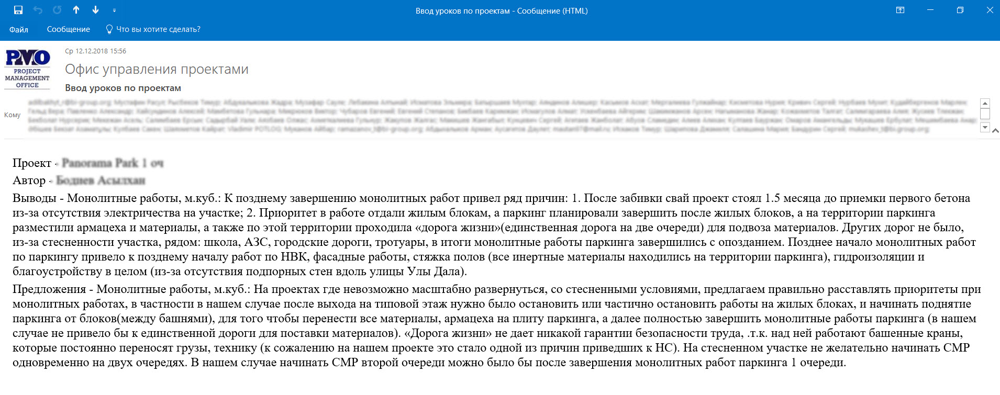 Ввод уроков по проектам - Сообщение (HTML)
Файл Сообщение Что вы хотите сделать?
PMO
PROJECT
MANAGEMENT
OFFICE
Ср 12.12.2018 15:56
Офис управления проектами
Ввод уроков по проектам
Кому
Проект -
Автор -
Выводы - Монолитные работы, м.куб.: К позднему завершению монолитных работ привел ряд причин: 1. После забивки свай проект стоял 1.5 месяца до приемки первого бетона
из-за отсутствия электричества на участке; 2. Приоритет в работе отдали жилым блокам, а паркинг планировали завершить после жилых блоков, а на территории паркинга
разместили армацеха и материалы, а также по этой территории проходила «дорога жизни»(единственная дорога на две очереди) для подвоза материалов. Других дорог не было,
из-за стесненности участка, рядом: школа, АЗС, городские дороги, тротуары, в итоги монолитные работы паркинга завершились с опозданием. Позднее начало монолитных работ
по паркингу привело к позднему началу работ по НВК, фасадные работы, стяжка полов (все инертные материалы находились на территории паркинга), гидроизоляции и
благоустройству в целом (из-за отсутствия подпорных стен вдоль улицы Улы Дала).
Предложения - Монолитные работы, м.куб.: На проектах где невозможно масштабно развернуться, со стесненными условиями, предлагаем правильно расставлять приоритеты при
монолитных работах, в частности в нашем случае после выхода на типовой этаж нужно было остановить или частично остановить работы на жилых блоках, и начинать поднятие
паркинга от блоков(между башнями), для того чтобы перенести все материалы, армацеха на плиту паркинга, а далее полностью завершить монолитные работы паркинга (в нашем
случае не привело бы к единственной дороги для поставки материалов). «Дорога жизни» не дает никакой гарантии безопасности труда, .т.к. над ней работают башенные краны,
которые постоянно переносят грузы, технику (к сожалению на нашем проекте это стало одной из причин приведших к НС). На стесненном участке не желательно начинать СМР
одновременно на двух очередях. В нашем случае начинать СМР второй очереди можно было бы после завершения монолитных работ паркинга 1 очереди.